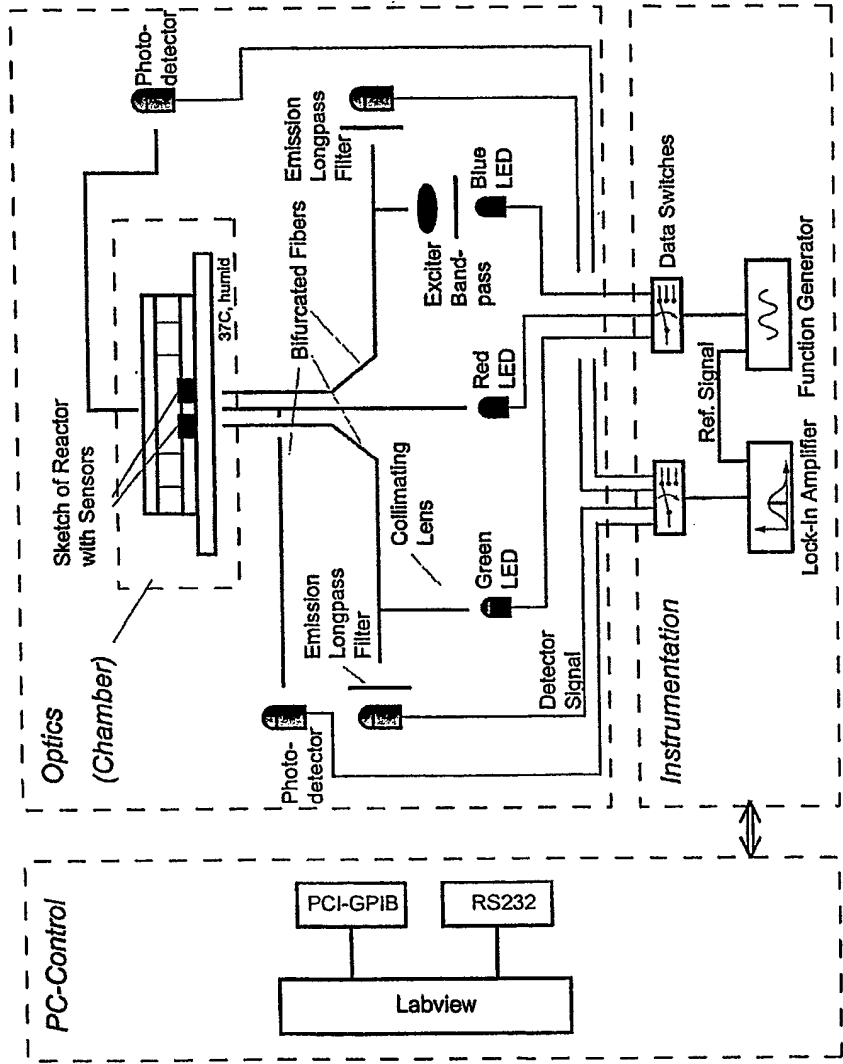 Optics
(Chamber)
Sketch of Reactor
with Sensors
37C, humid
Photo-
detector
Photo-
detector
Bifurcated Fibers
Emission
Longpass
Filter
Emission
Longpass
Filter
Collimating
Lens
Exciter
Band-
pass
Green
LED
Red
LED
Blue
LED
Detector
Signal
Instrumentation
Data Switches
Ref. Signal
Lock-In Amplifier
Function Generator
PC-Control
PCI-GPIB
RS232
Labview